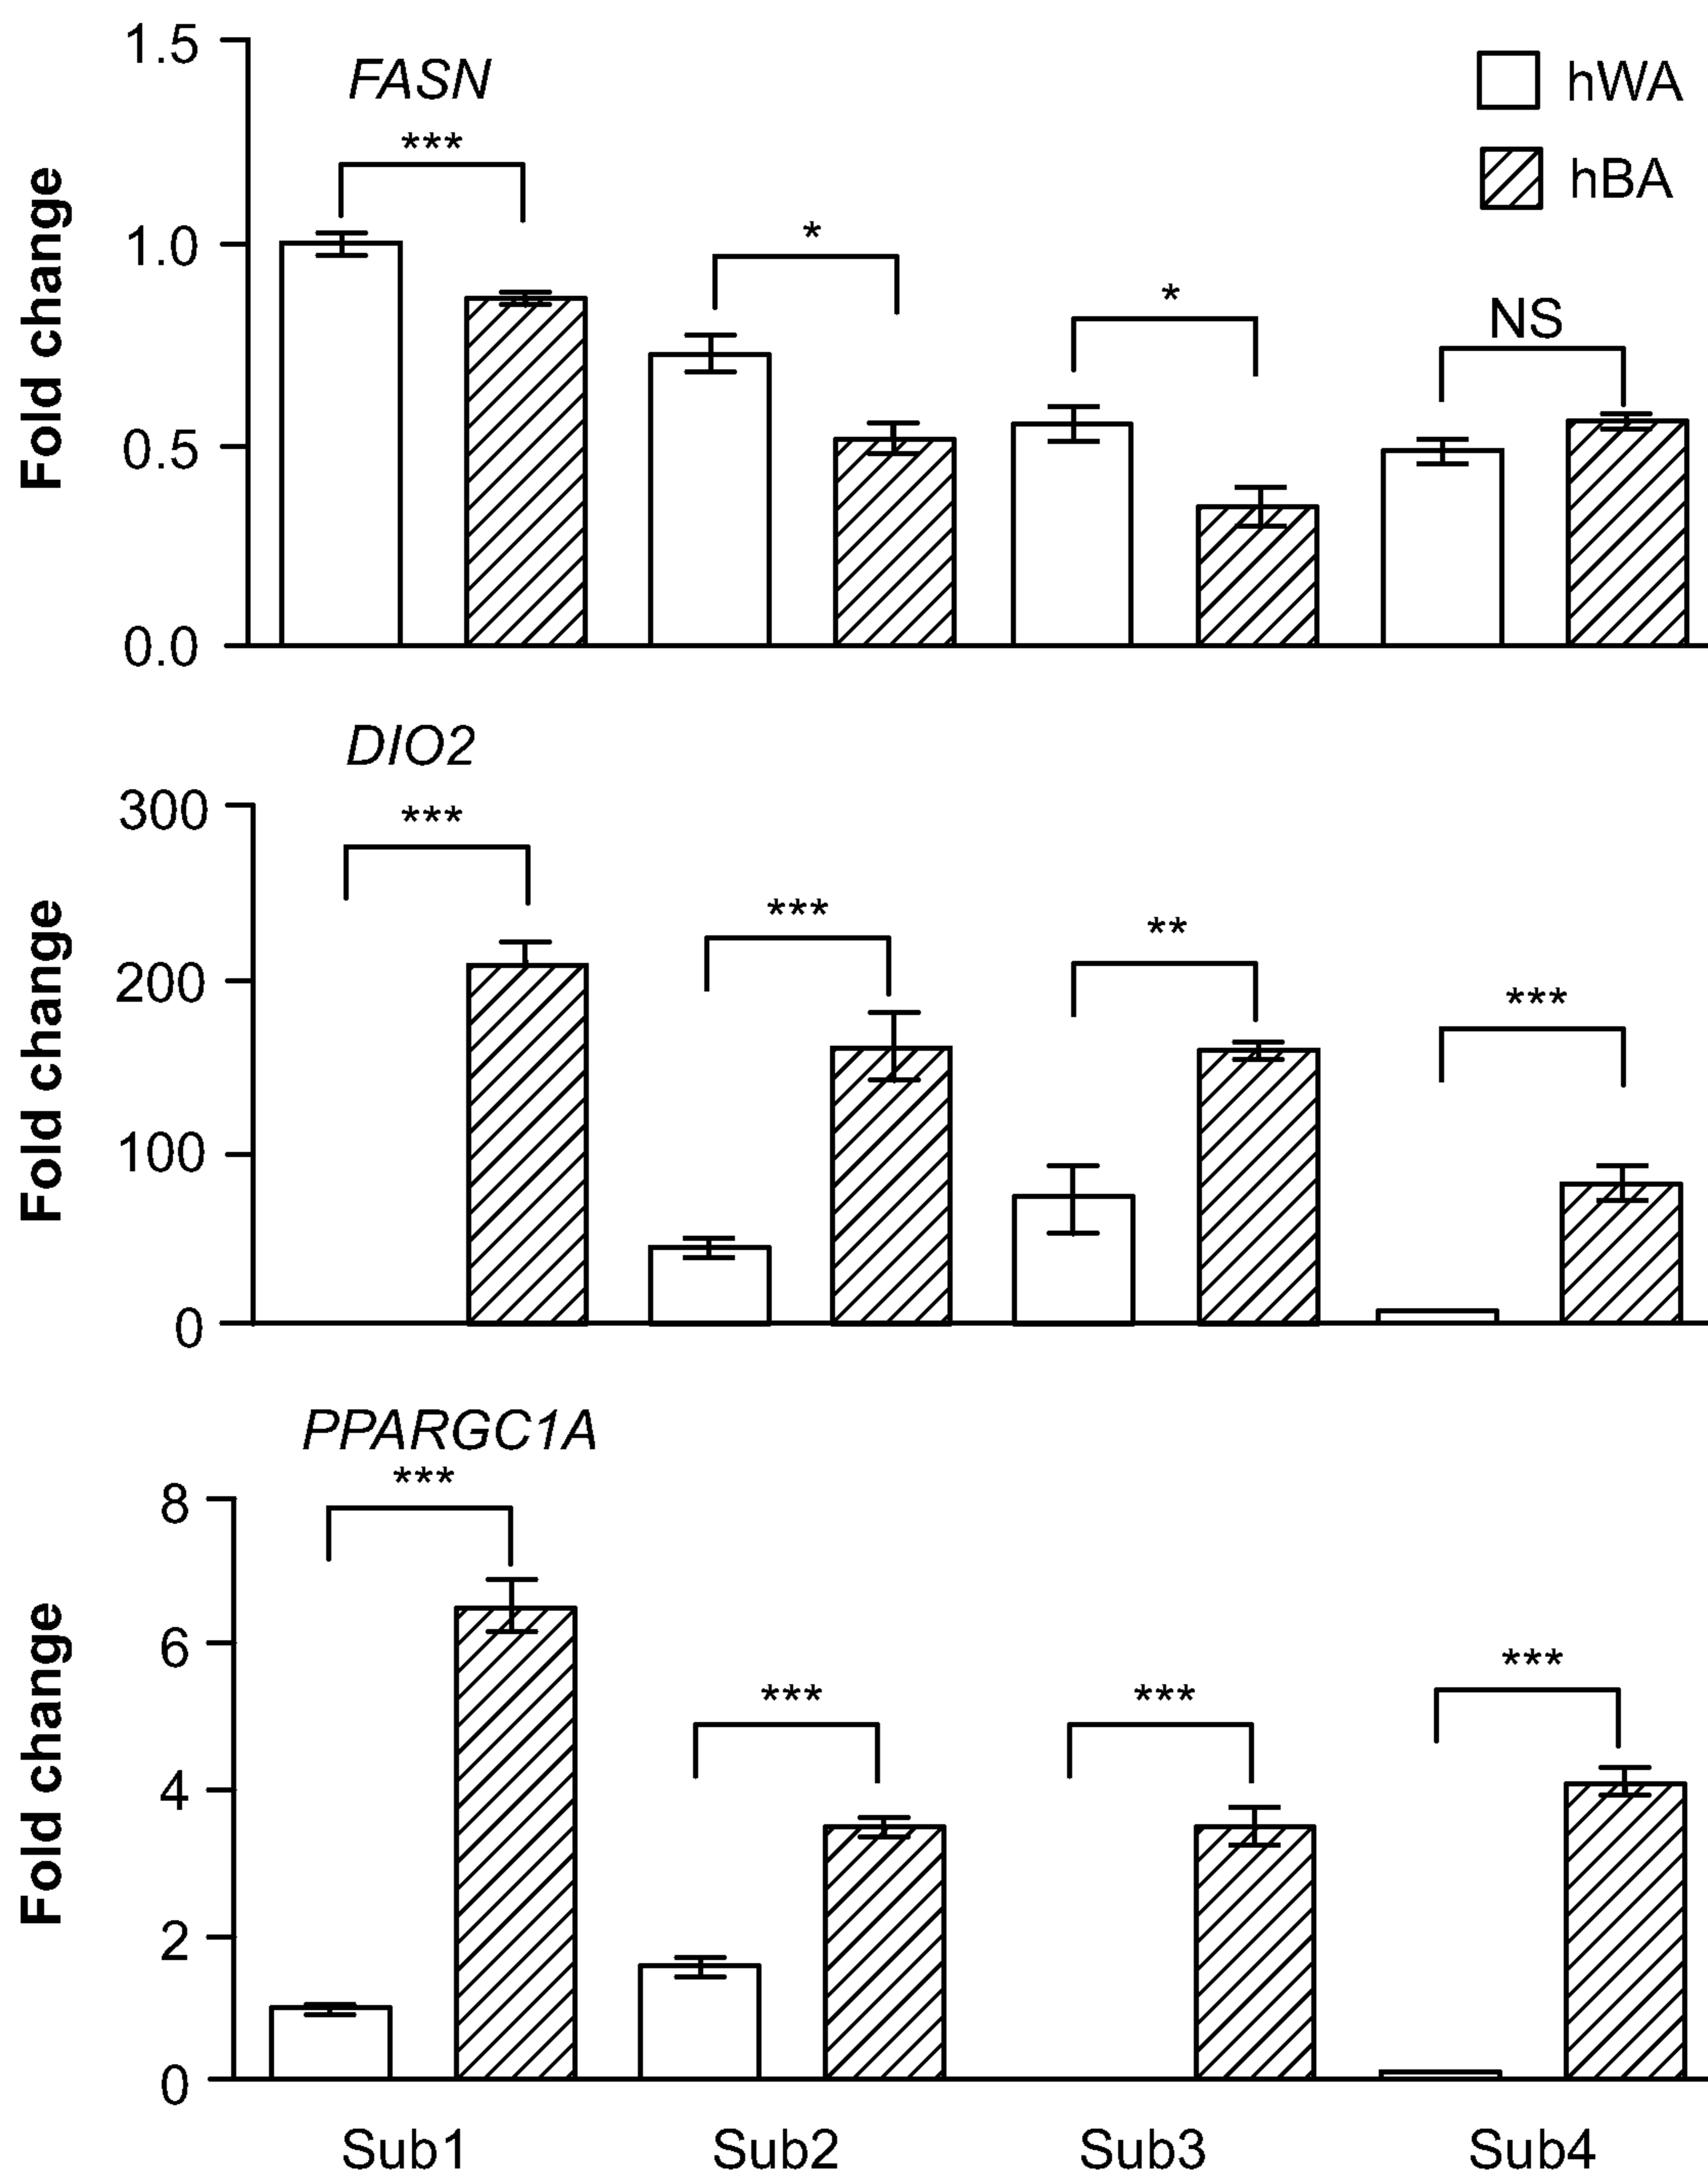 FASN
hWA
hBA
Fold change
1.5
1.0
0.5
0.0
***
*
*
NS
DIO2
Fold change
300
200
100
0
***
***
**
***
PPARGC1A
Fold change
8
6
4
2
0
***
***
***
***
Sub1 Sub2 Sub3 Sub4